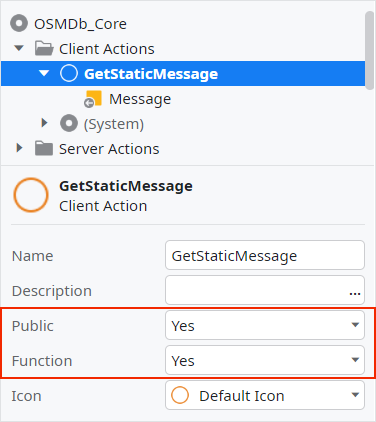 OSMDb_Core
Client Actions
GetStaticMessage
Message
(System)
Server Actions
GetStaticMessage
Client Action
Name GetStaticMessage
Description ...
Public Yes
Function Yes
Icon Default Icon